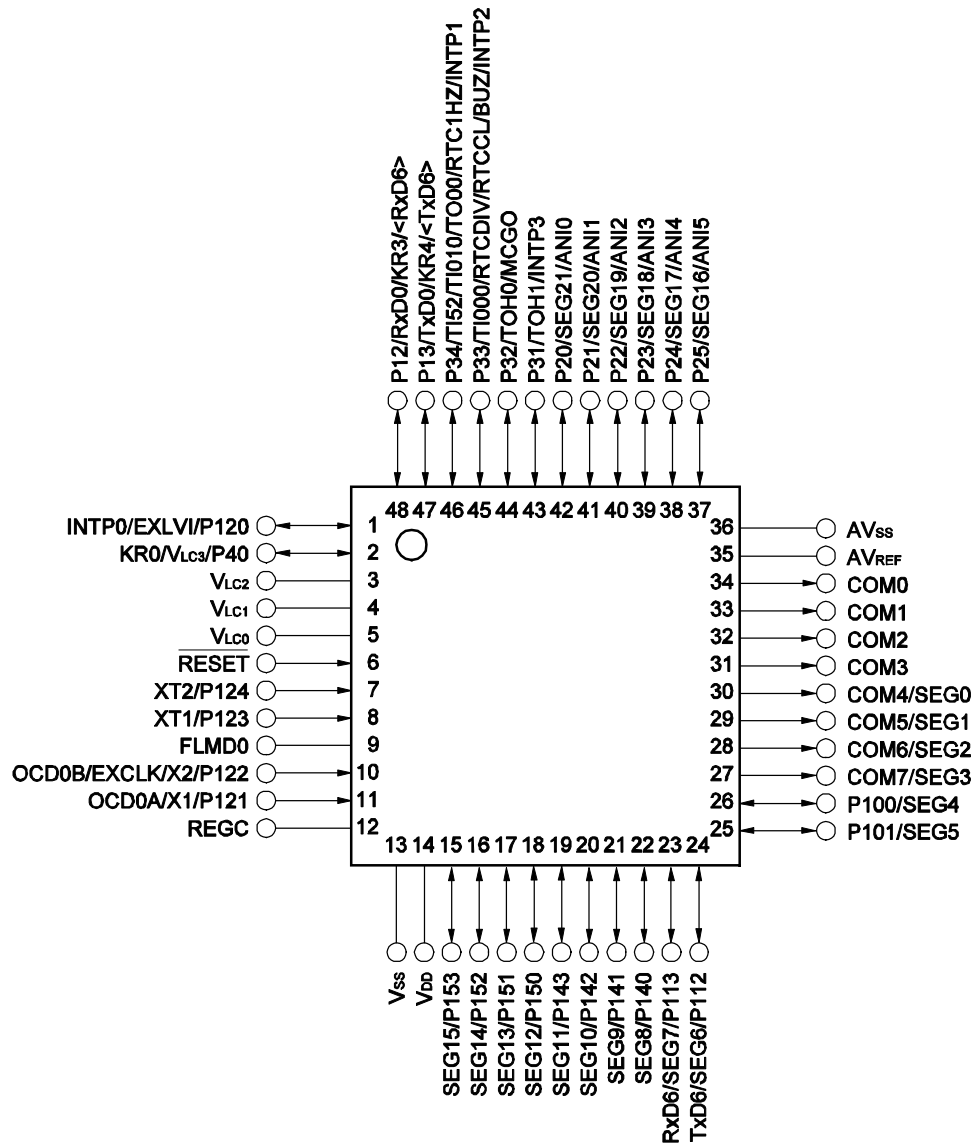 P12/RxD0/KR3/<RxD6>
P13/TxD0/KR4/<TxD6>
P34/TI52/TI010/TO00/RTC1HZ/INTP1
P33/TI000/RTCDIV/RTCCL/BUZ/INTP2
P32/TOH0/MCGO
P31/TOH1/INTP3
P20/SEG21/ANI0
P21/SEG20/ANI1
P22/SEG19/ANI2
P23/SEG18/ANI3
P24/SEG17/ANI4
P25/SEG16/ANI5
48 47 46 45 44 43 42 41 40 39 38 37
INTP0/EXLVI/P120 1
KR0/VLC3/P40 2
VLC2 3
VLC1 4
VLC0 5
RESET 6
XT2/P124 7
XT1/P123 8
FLMD0 9
OCD0B/EXCLK/X2/P122 10
OCD0A/X1/P121 11
REGC 12
36 AVSS
35 AVREF
34 COM0
33 COM1
32 COM2
31 COM3
30 COM4/SEG0
29 COM5/SEG1
28 COM6/SEG2
27 COM7/SEG3
26 P100/SEG4
25 P101/SEG5
13 14 15 16 17 18 19 20 21 22 23 24
VSS
VDD
SEG15/P153
SEG14/P152
SEG13/P151
SEG12/P150
SEG11/P143
SEG10/P142
SEG9/P141
SEG8/P140
RxD6/SEG7/P113
TxD6/SEG6/P112